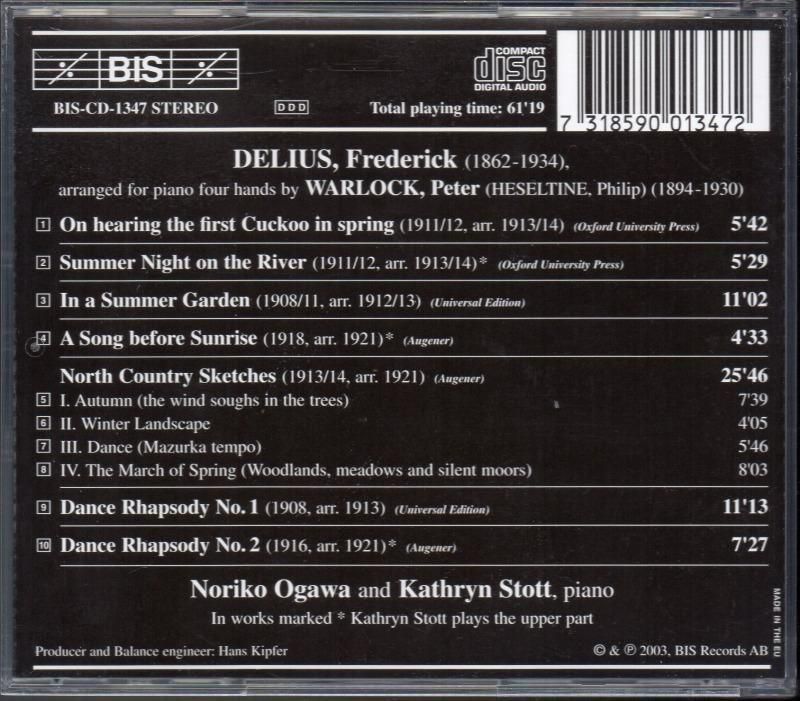 BIS
COMPACT
disc
DIGITAL AUDIO
BIS-CD-1347 STEREO
DDD
Total playing time: 61'19
7 318590 013472
DELIUS, Frederick (1862-1934),
arranged for piano four hands by WARLOCK, Peter (HESELTINE, Philip) (1894-1930)
1 On hearing the first Cuckoo in spring (1911/12, arr. 1913/14) (Oxford University Press) 5'42
2 Summer Night on the River (1911/12, arr. 1913/14)* (Oxford University Press) 5'29
3 In a Summer Garden (1908/11, arr. 1912/13) (Universal Edition) 11'02
4 A Song before Sunrise (1918, arr. 1921)* (Augener) 4'33
North Country Sketches (1913/14, arr. 1921) (Augener) 25'46
5 I. Autumn (the wind soughs in the trees) 7'39
6 II. Winter Landscape 4'05
7 III. Dance (Mazurka tempo) 5'46
8 IV. The March of Spring (Woodlands, meadows and silent moors) 8'03
9 Dance Rhapsody No. 1 (1908, arr. 1913) (Universal Edition) 11'13
10 Dance Rhapsody No. 2 (1916, arr. 1921)* (Augener) 7'27
Noriko Ogawa and Kathryn Stott, piano
In works marked * Kathryn Stott plays the upper part
MADE IN THE EU
Producer and Balance engineer: Hans Kipfer
© & ℗ 2003, BIS Records AB